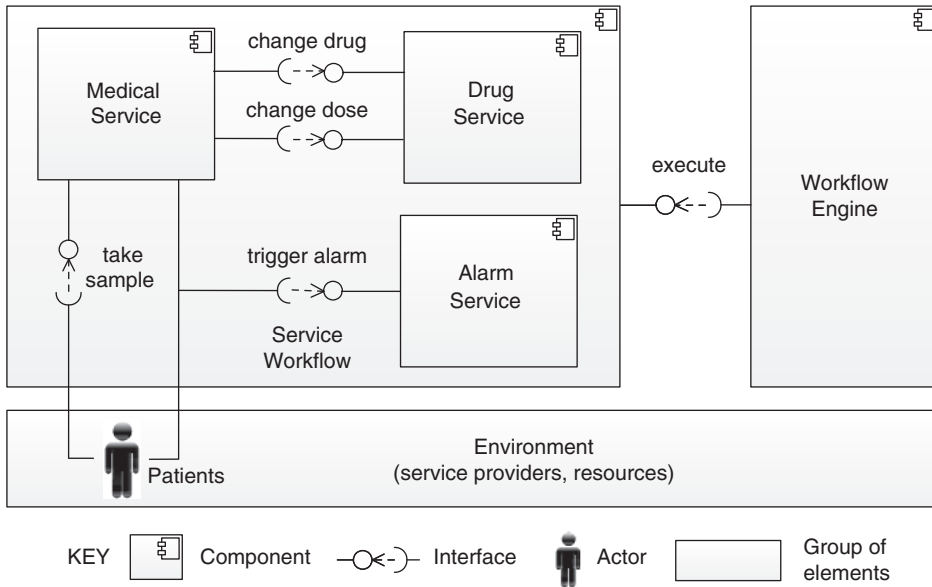 change drug
Medical
Service
Drug
Service
change dose
execute
Workflow
Engine
take
sample
trigger alarm
Alarm
Service
Service
Workflow
Environment
(service providers, resources)
Patients
KEY
Component
Interface
Actor
Group of
elements